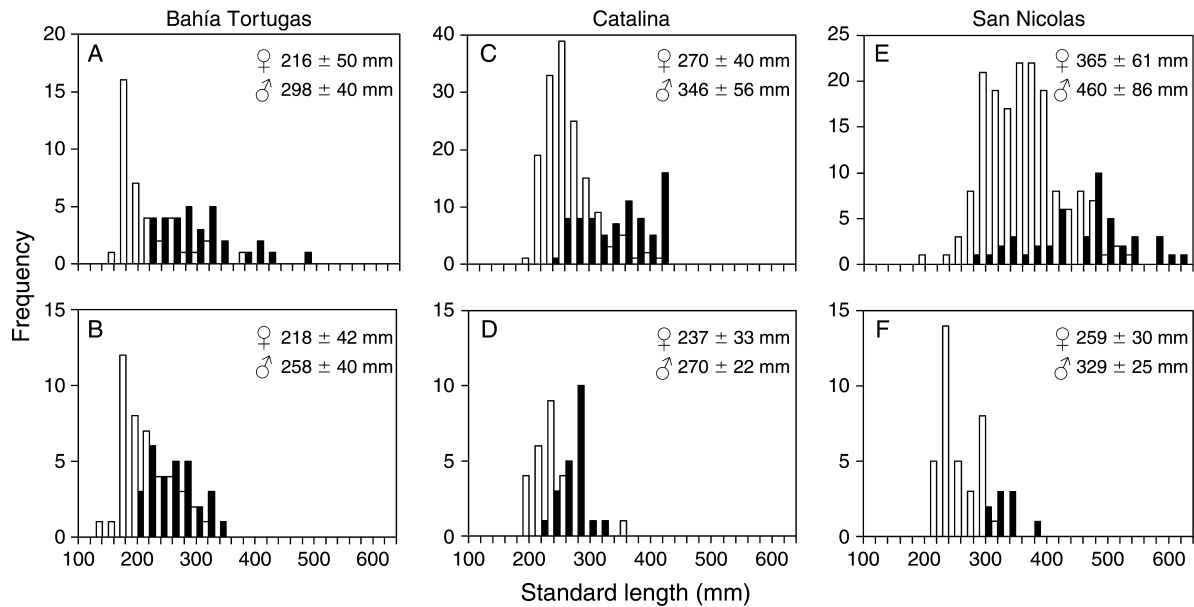 Bahía Tortugas
Catalina
San Nicolas
A
♀ 216 ± 50 mm
♂ 298 ± 40 mm
20
15
10
5
0
C
♀ 270 ± 40 mm
♂ 346 ± 56 mm
40
30
20
10
0
E
♀ 365 ± 61 mm
♂ 460 ± 86 mm
25
20
15
10
5
0
Frequency
B
♀ 218 ± 42 mm
♂ 258 ± 40 mm
15
10
5
0
100 200 300 400 500 600
D
♀ 237 ± 33 mm
♂ 270 ± 22 mm
15
10
5
0
100 200 300 400 500 600
F
♀ 259 ± 30 mm
♂ 329 ± 25 mm
15
10
5
0
100 200 300 400 500 600
Standard length (mm)